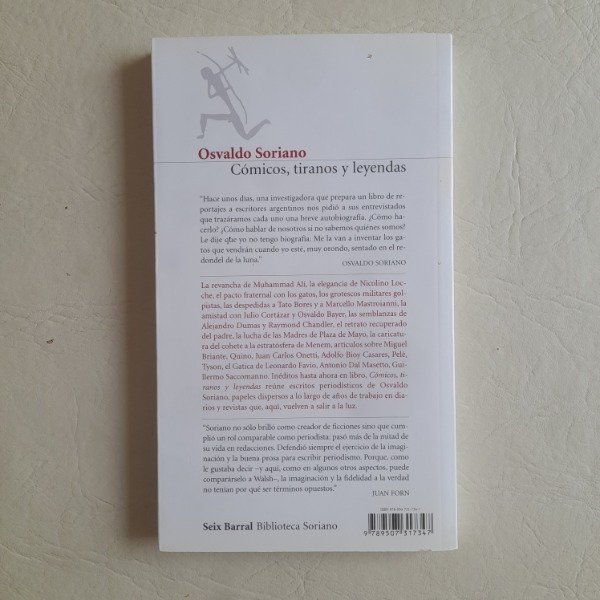 Osvaldo Soriano
Cómicos, tiranos y leyendas
"Hace unos días, una investigadora que prepara un libro de re-
portajes a escritores argentinos nos pidió a sus entrevistados
que trazáramos cada uno una breve autobiografía. ¿Cómo ha-
cerlo? ¿Cómo hablar de nosotros si no sabemos quiénes somos?
Le dije que yo no tengo biografía. Me la van a inventar los ga-
tos que vendrán cuando yo esté, muy orondo, sentado en el re-
dondel de la luna."
OSVALDO SORIANO
La revancha de Muhammad Alí, la elegancia de Nicolino Loc-
che, el pacto fraternal con los gatos, los grotescos militares gol-
pistas, las despedidas a Tato Bores y a Marcello Mastroianni, la
amistad con Julio Cortázar y Osvaldo Bayer, las semblanzas de
Alejandro Dumas y Raymond Chandler, el retrato recuperado
del padre, la lucha de las Madres de Plaza de Mayo, la caricatu-
ra del cohete a la estratósfera de Menem, artículos sobre Miguel
Briante, Quino, Juan Carlos Onetti, Adolfo Bioy Casares, Pelé,
Tyson, el Gatica de Leonardo Favio, Antonio Dal Masetto, Gui-
llermo Saccomanno. Inéditos hasta ahora en libro, Cómicos, ti-
ranos y leyendas reúne escritos periodísticos de Osvaldo
Soriano, papeles dispersos a lo largo de años de trabajo en dia-
rios y revistas que, aquí, vuelven a salir a la luz.
"Soriano no sólo brilló como creador de ficciones sino que cum-
plió un rol comparable como periodista: pasó más de la mitad de
su vida en redacciones. Defendió siempre el ejercicio de la imagi-
nación y la buena prosa para escribir periodismo. Porque, como
le gustaba decir –y aquí, como en algunos otros aspectos, puede
comparárselo a Walsh–, la imaginación y la fidelidad a la verdad
no tenían por qué ser términos opuestos."
JUAN FORN
Seix Barral Biblioteca Soriano
9 789507 317347